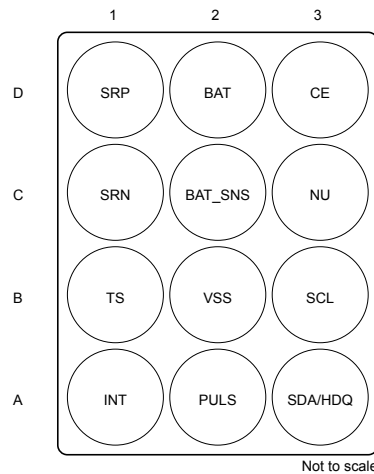 1 2 3
D SRP BAT CE
C SRN BAT_SNS NU
B TS VSS SCL
A INT PULS SDA/HDQ
Not to scale